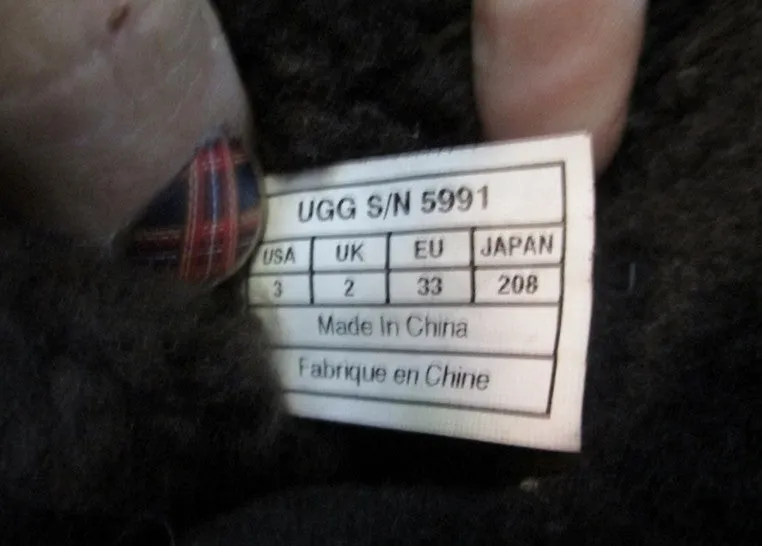 UGG S/N 5991
USA UK EU JAPAN
3 2 33 208
Made In China
Fabrique en Chine